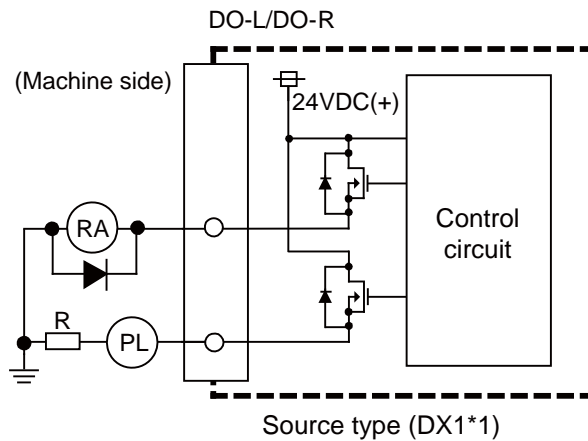 DO-L/DO-R
(Machine side)
24VDC(+)
RA
Control
circuit
R
PL
Source type (DX1*1)